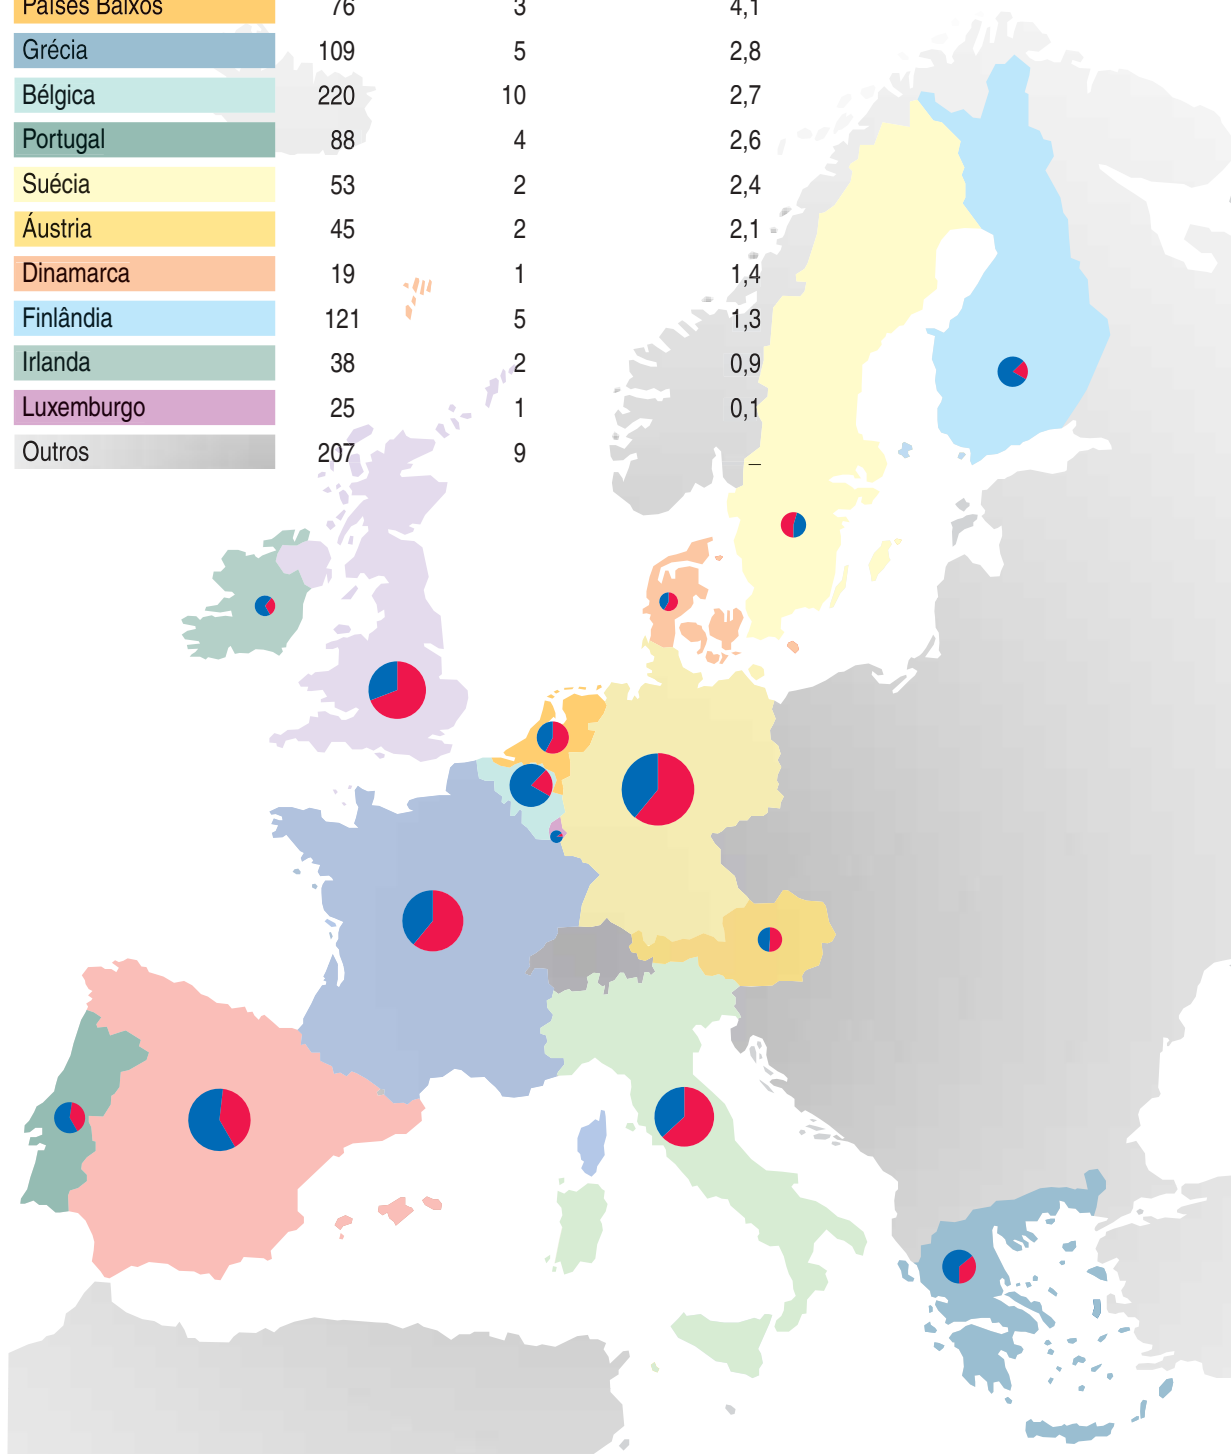 Países Baixos 76 3 4,1
Grécia 109 5 2,8
Bélgica 220 10 2,7
Portugal 88 4 2,6
Suécia 53 2 2,4
Áustria 45 2 2,1
Dinamarca 19 1 1,4
Finlândia 121 5 1,3
Irlanda 38 2 0,9
Luxemburgo 25 1 0,1
Outros 207 9 _